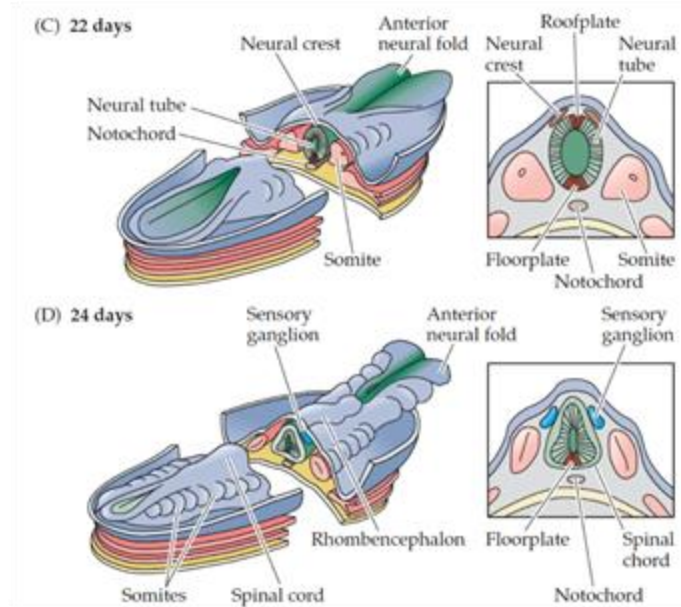 (C) 22 days
Neural crest
Anterior
neural fold
Neural tube
Notochord
Somite
Roofplate
Neural
crest
Neural
tube
Floorplate
Somite
Notochord
(D) 24 days
Sensory
ganglion
Anterior
neural fold
Rhombencephalon
Somites
Spinal cord
Sensory
ganglion
Floorplate
Spinal
chord
Notochord